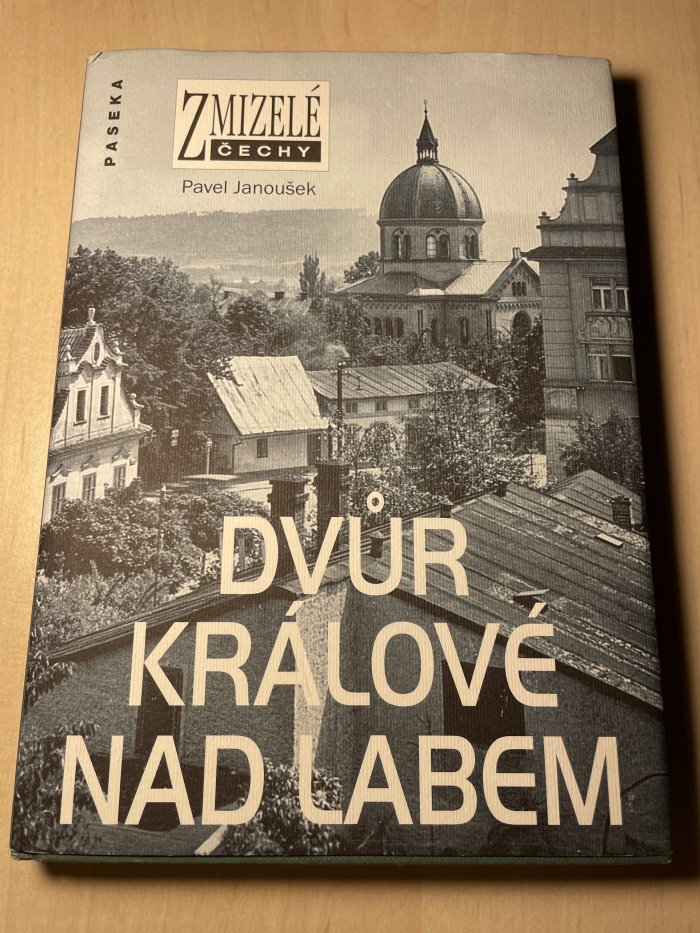 PASEKA
ZMIZELÉ
ČECHY
Pavel Janoušek
DVŮR
KRÁLOVÉ
NAD LABEM